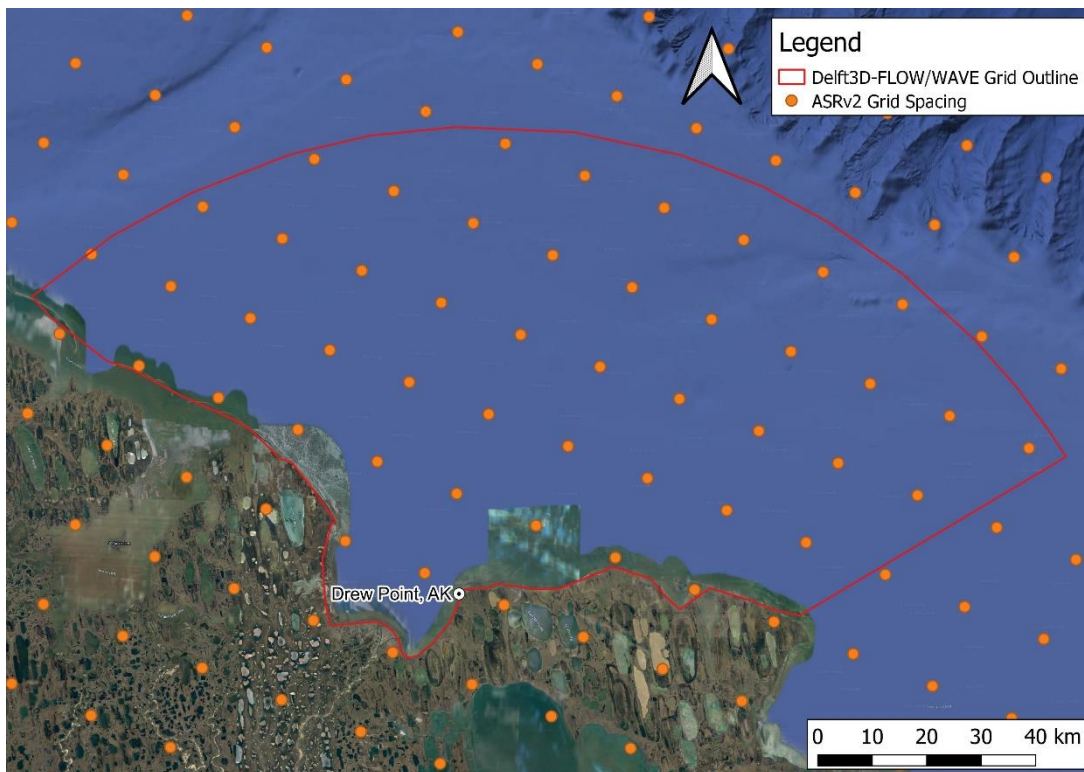 Legend
Delft3D-FLOW/WAVE Grid Outline
ASRv2 Grid Spacing
Drew Point, AK
0 10 20 30 40 km